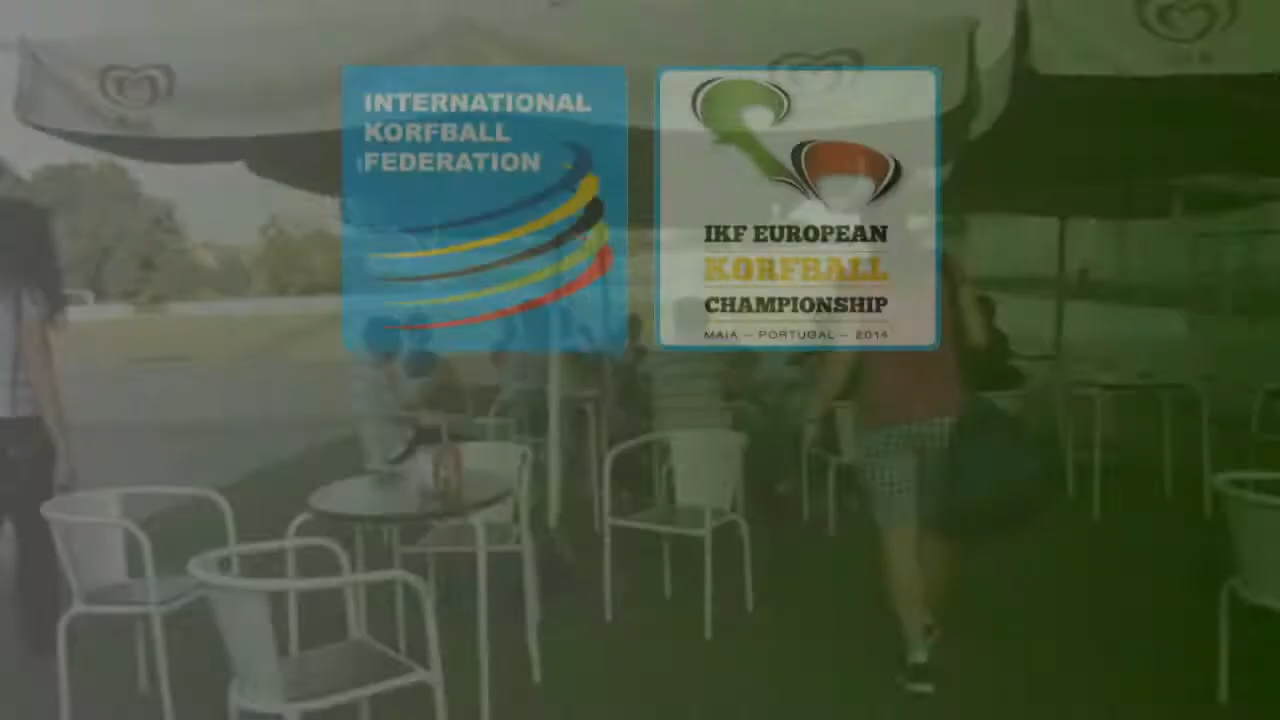 INTERNATIONAL
KORFBALL
FEDERATION
IKF EUROPEAN
KORFBALL
CHAMPIONSHIP
MAIA – PORTUGAL – 2014